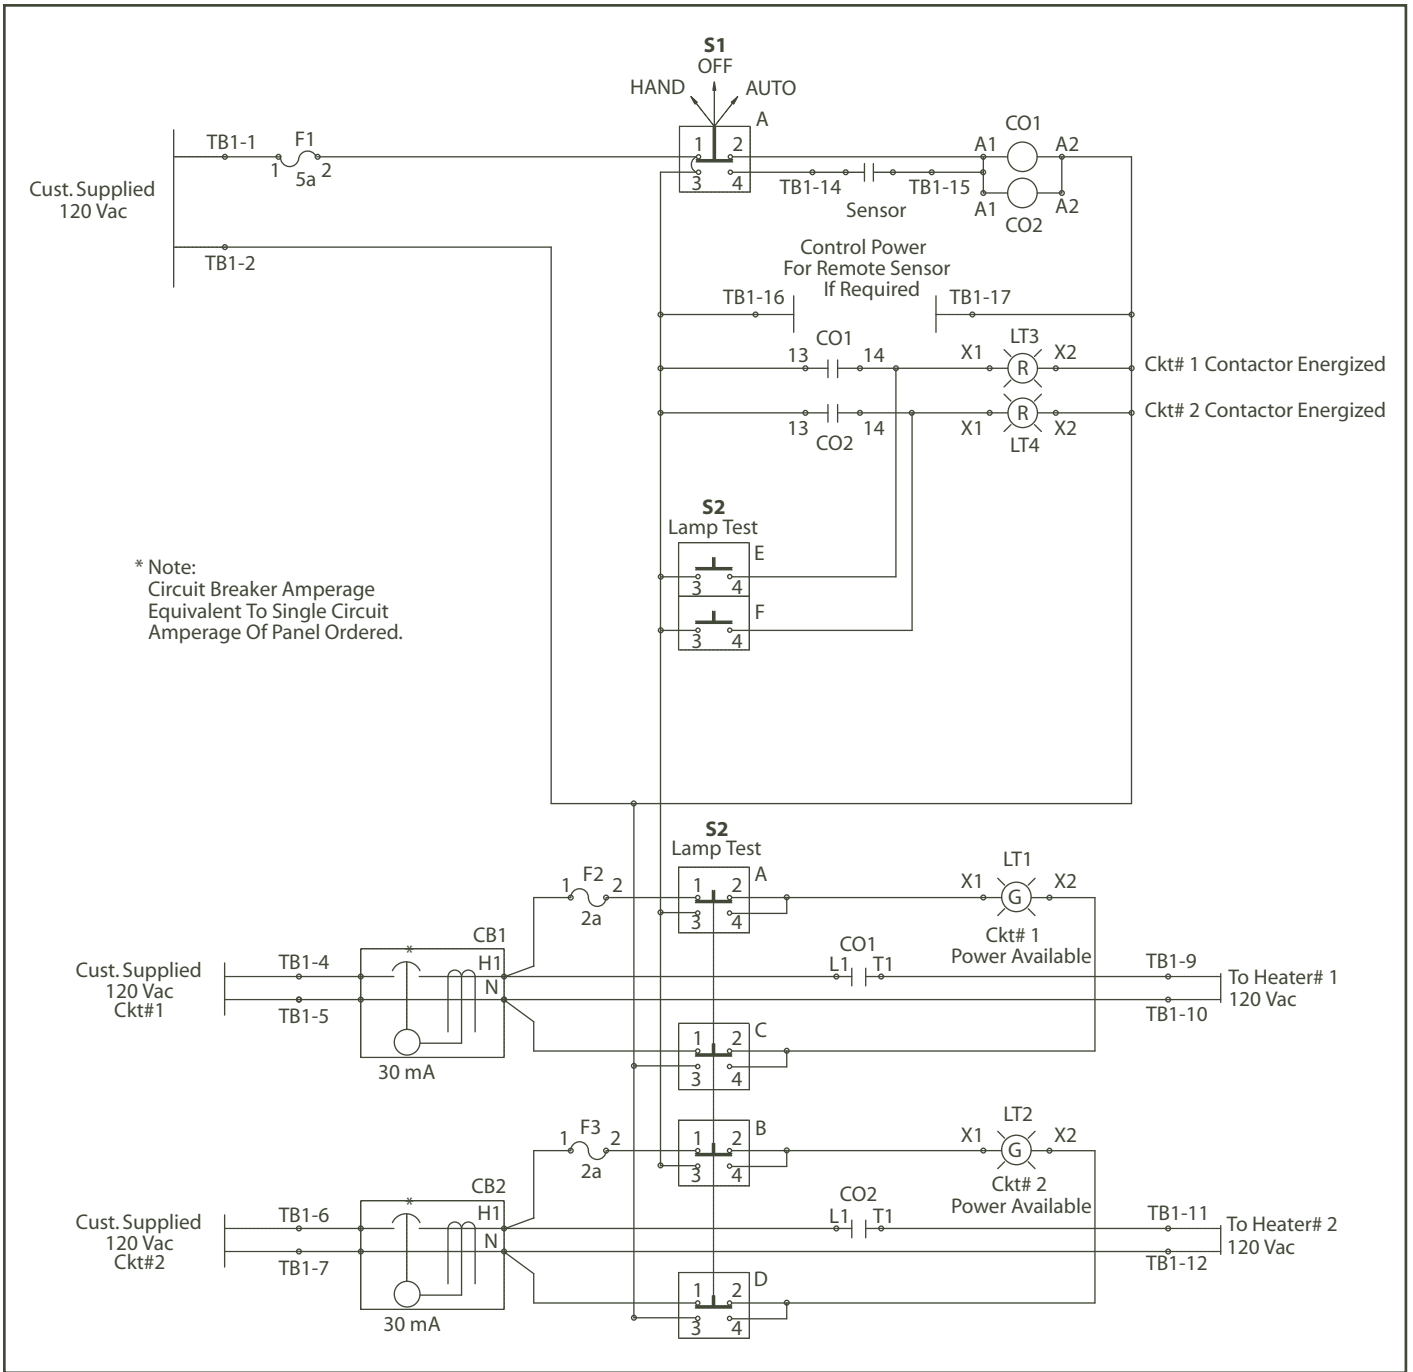 S1
OFF
HAND
AUTO
A
1 2
3 4
TB1-1
F1
1 2
5a
Cust. Supplied
120 Vac
TB1-2
CO1
A1 A2
TB1-14
TB1-15
Sensor
A1 A2
CO2
Control Power
For Remote Sensor
If Required
TB1-16
TB1-17
CO1
13 14
LT3
X1 X2
R
Ckt# 1 Contactor Energized
13 14
CO2
R
X1 X2
LT4
Ckt# 2 Contactor Energized
S2
Lamp Test
E
3 4
F
3 4
* Note:
Circuit Breaker Amperage
Equivalent To Single Circuit
Amperage Of Panel Ordered.
S2
Lamp Test
A
1 2
3 4
F2
1 2
2a
LT1
X1 X2
G
Ckt# 1
Power Available
CB1
*
H1
N
30 mA
Cust. Supplied
120 Vac
Ckt#1
TB1-4
TB1-5
CO1
L1 T1
TB1-9
TB1-10
To Heater# 1
120 Vac
C
1 2
3 4
B
1 2
3 4
F3
1 2
2a
LT2
X1 X2
G
Ckt# 2
Power Available
CB2
*
H1
N
30 mA
Cust. Supplied
120 Vac
Ckt#2
TB1-6
TB1-7
CO2
L1 T1
TB1-11
TB1-12
To Heater# 2
120 Vac
D
1 2
3 4